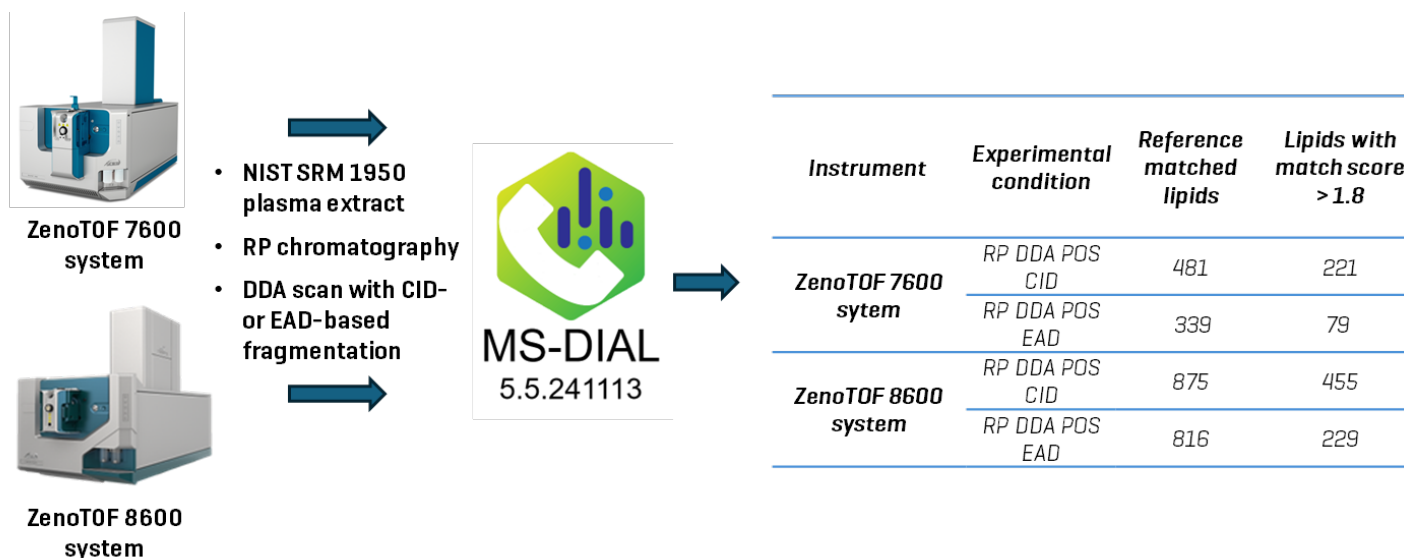 ZenoTOF 7600
system
• NIST SRM 1950
plasma extract
• RP chromatography
• DDA scan with CID-
or EAD-based
fragmentation
ZenoTOF 8600
system
MS-DIAL
5.5.241113
Instrument
Experimental
condition
Reference
matched
lipids
Lipids with
match score
> 1.8
ZenoTOF 7600
sytem
RP DDA POS
CID
481
221
RP DDA POS
EAD
339
79
ZenoTOF 8600
system
RP DDA POS
CID
875
455
RP DDA POS
EAD
816
229